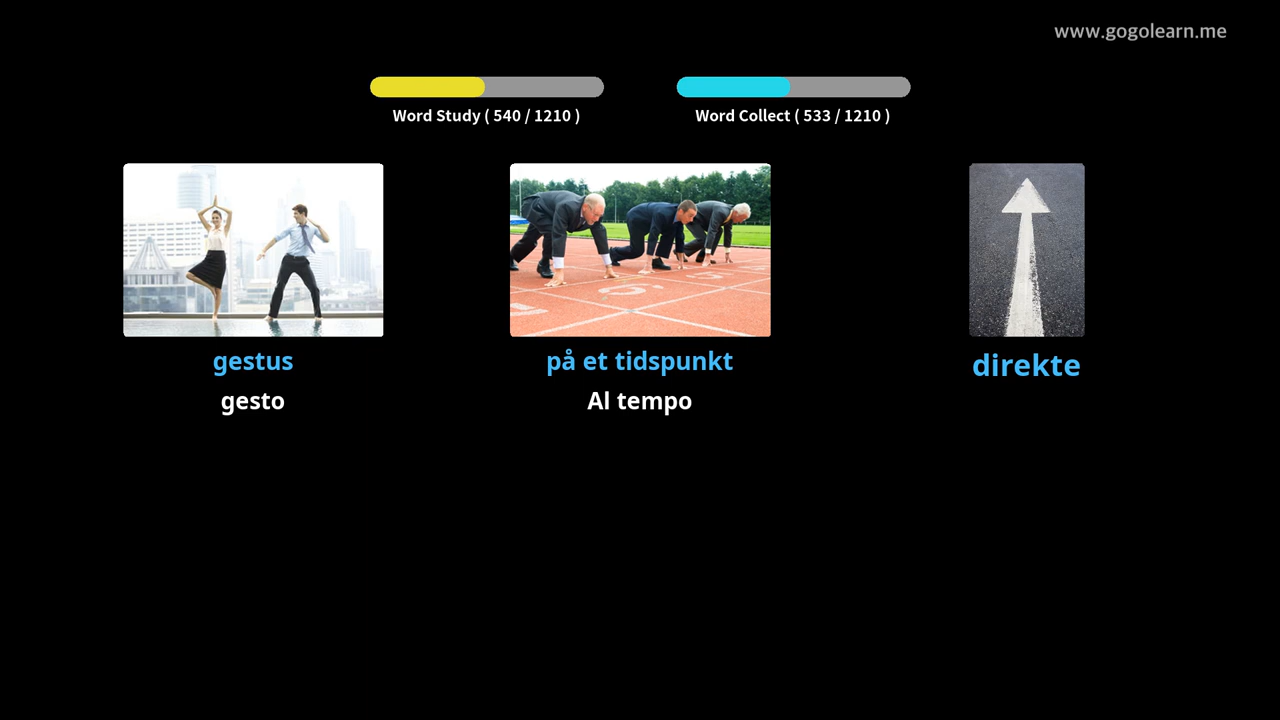 www.gogolearn.me
Word Study ( 540 / 1210 )
Word Collect ( 533 / 1210 )
gestus
på et tidspunkt
direkte
gesto
Al tempo